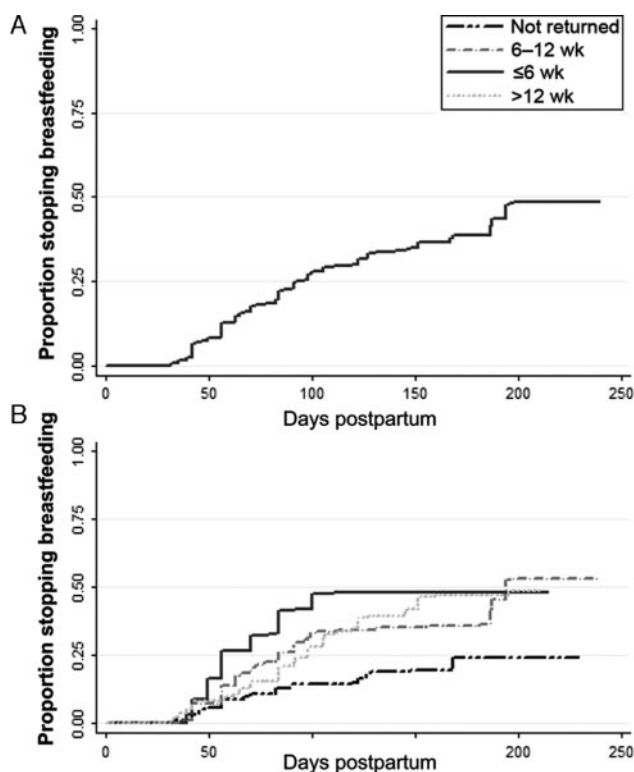 A
Not returned
6–12 wk
≤6 wk
>12 wk
Proportion stopping breastfeeding
1.00
0.75
0.50
0.25
0.00
0
50
100
150
200
250
Days postpartum
B
Proportion stopping breastfeeding
1.00
0.75
0.50
0.25
0.00
0
50
100
150
200
250
Days postpartum